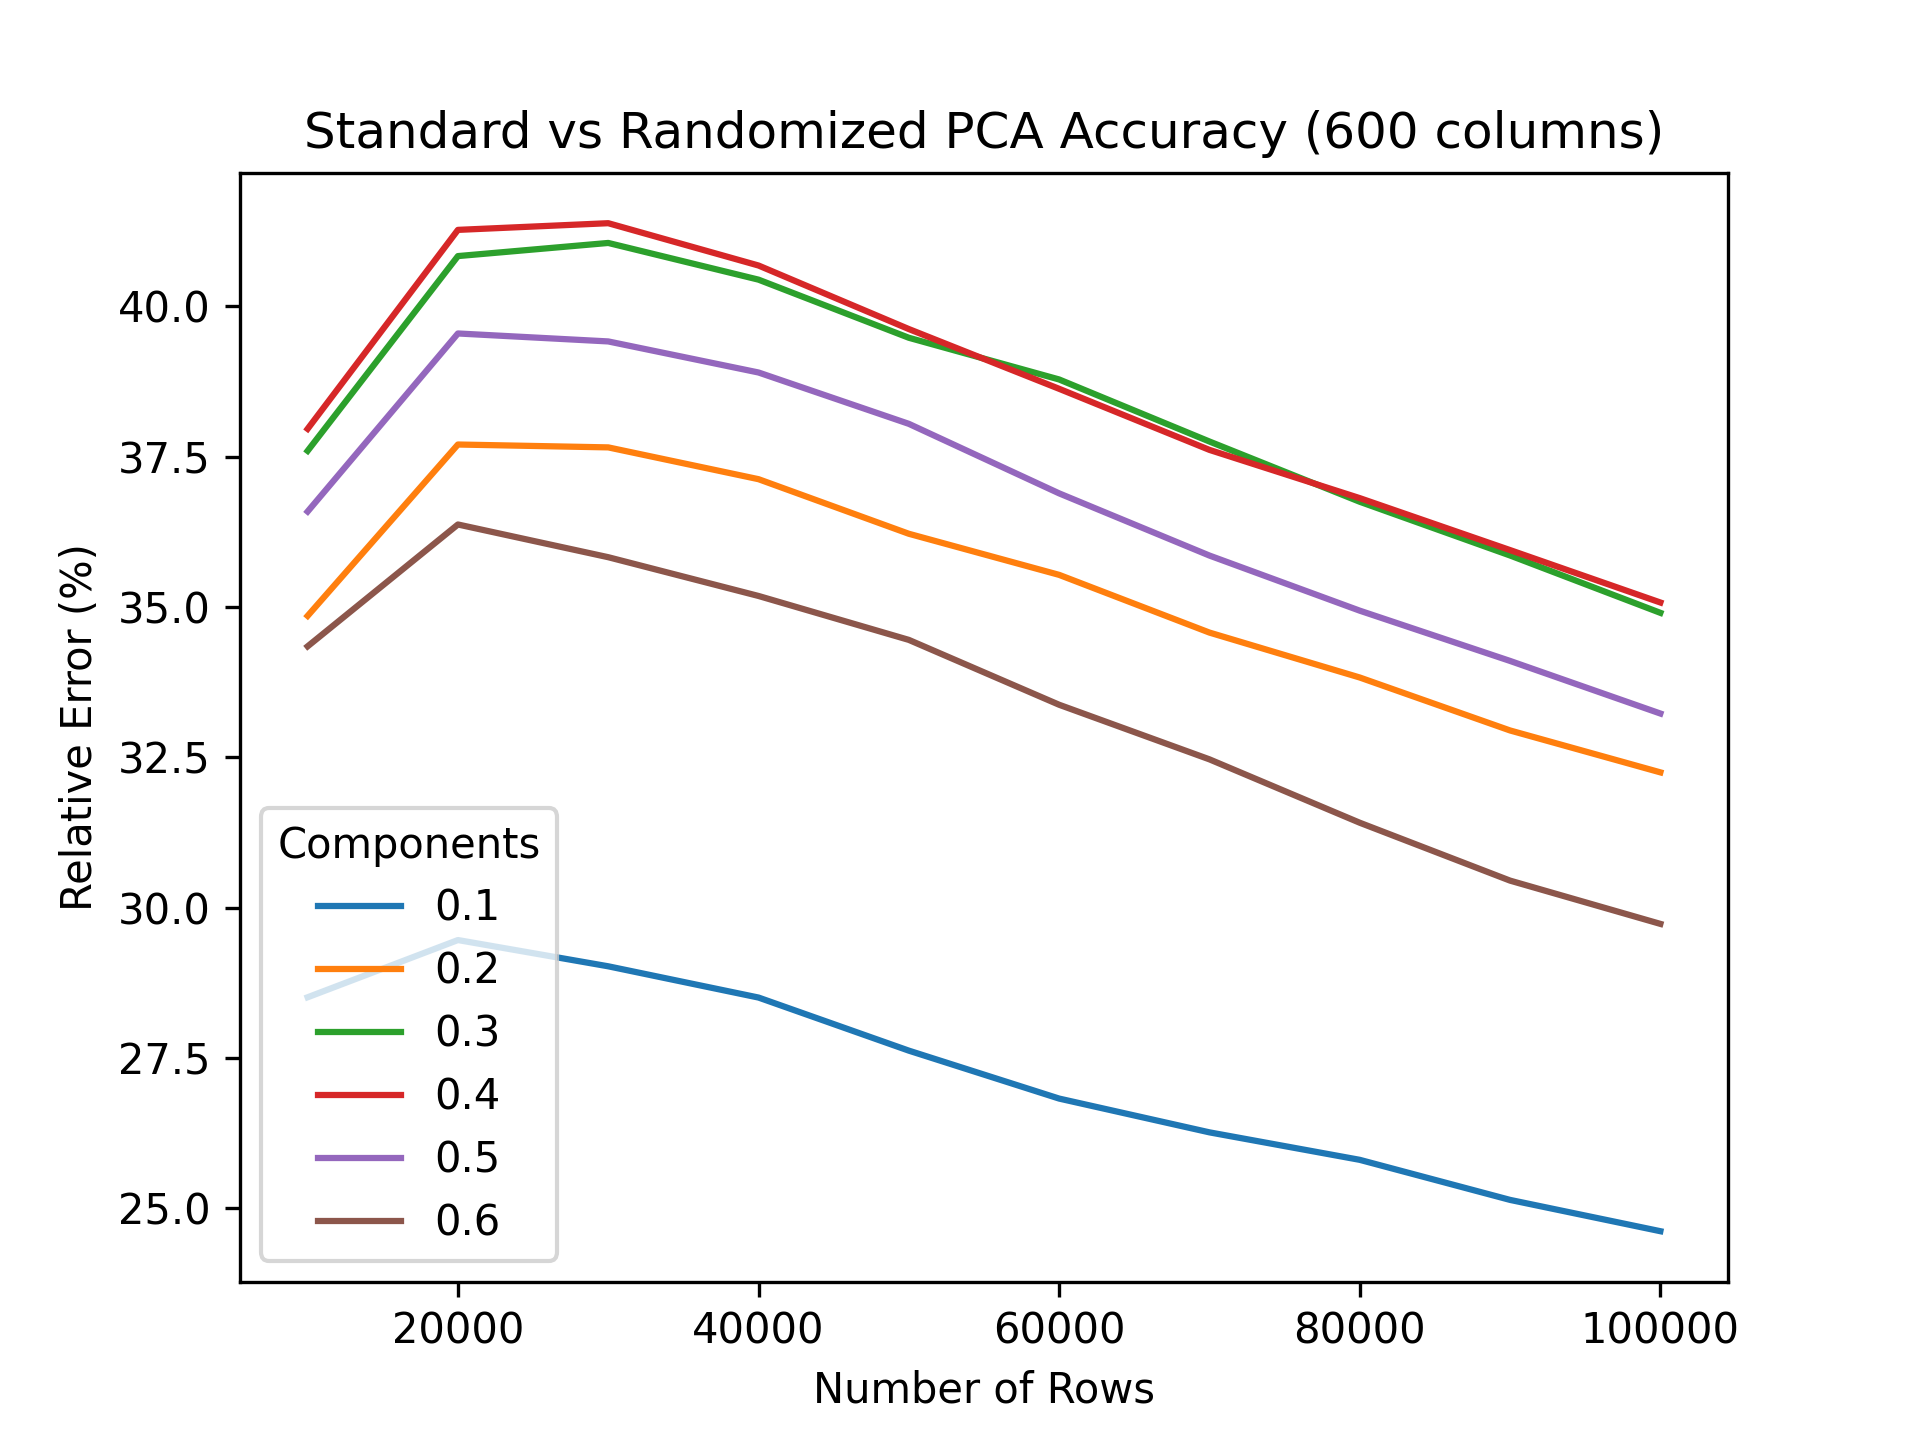 Standard vs Randomized PCA Accuracy (600 columns)
Relative Error (%)
40.0
37.5
35.0
32.5
30.0
27.5
25.0
Components
0.1
0.2
0.3
0.4
0.5
0.6
20000 40000 60000 80000 100000
Number of Rows